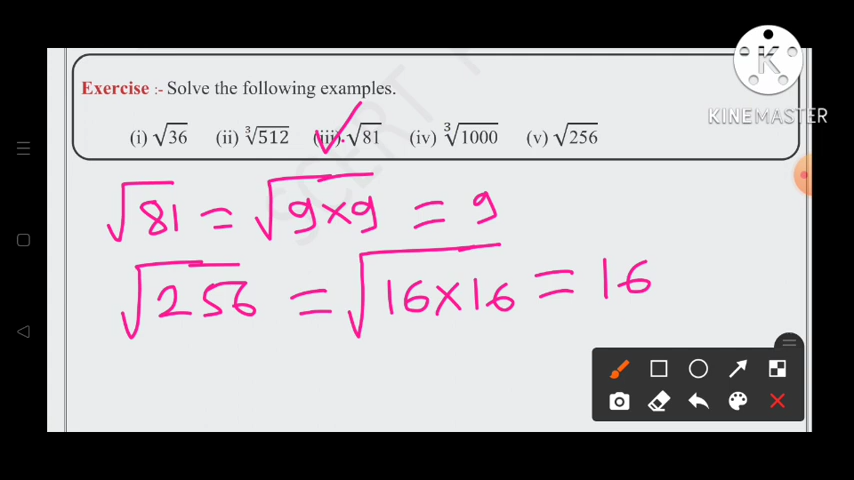 K
KINEMASTER
Exercise :- Solve the following examples.
(i) √36 (ii) ∛512 (iii) √81 (iv) ∛1000 (v) √256
√81 = √9×9 = 9
√256 = √16×16 = 16